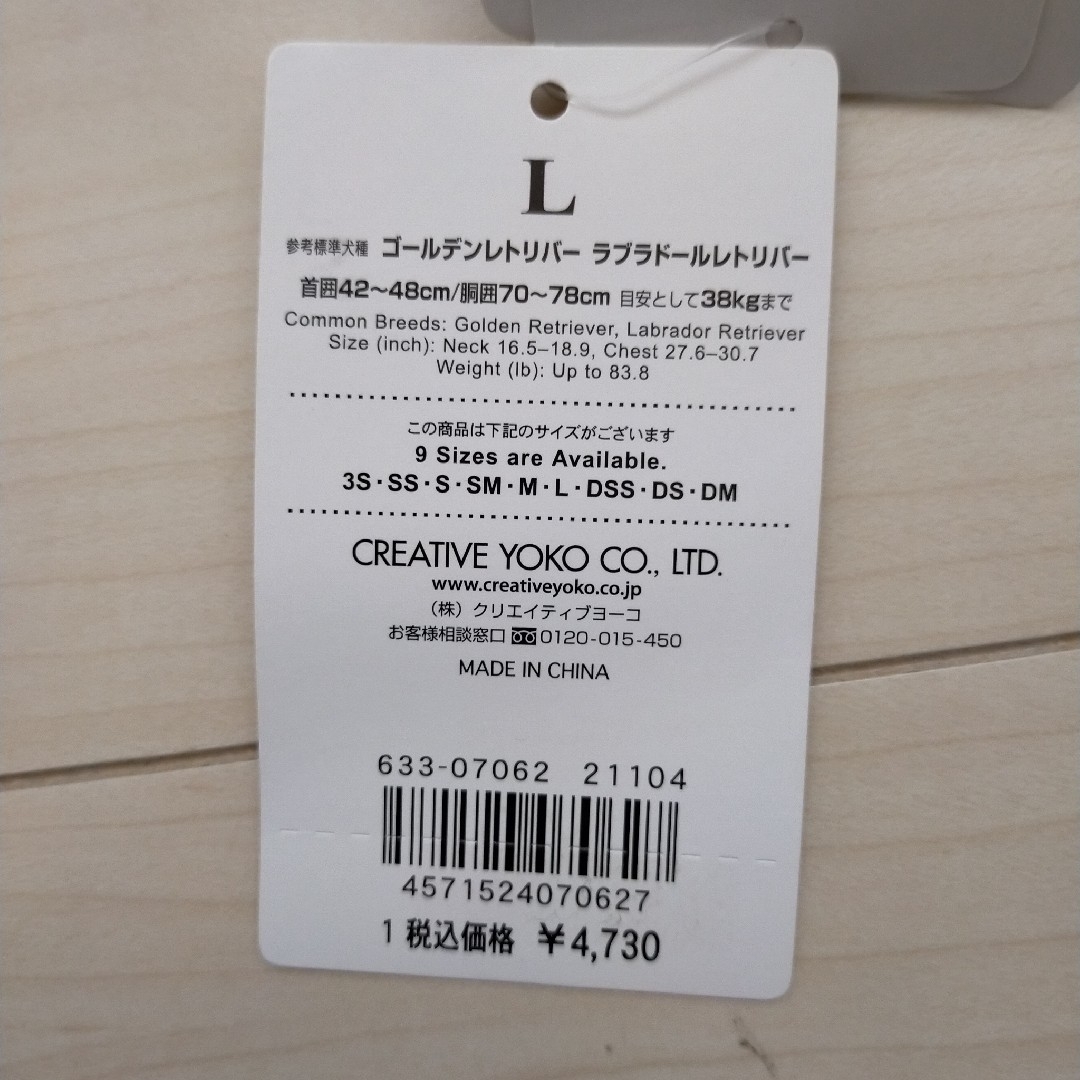 L
参考標準犬種 ゴールデンレトリバー ラブラドールレトリバー
首囲42～48cm/胴囲70～78cm 目安として38kgまで
Common Breeds: Golden Retriever, Labrador Retriever
Size (inch): Neck 16.5–18.9, Chest 27.6–30.7
Weight (lb): Up to 83.8
この商品は下記のサイズがございます
9 Sizes are Available.
3S・SS・S・SM・M・L・DSS・DS・DM
CREATIVE YOKO CO., LTD.
www.creativeyoko.co.jp
（株）クリエイティブヨーコ
お客様相談窓口 0120-015-450
MADE IN CHINA
633-07062 21104
4571524070627
1 税込価格 ￥4,730